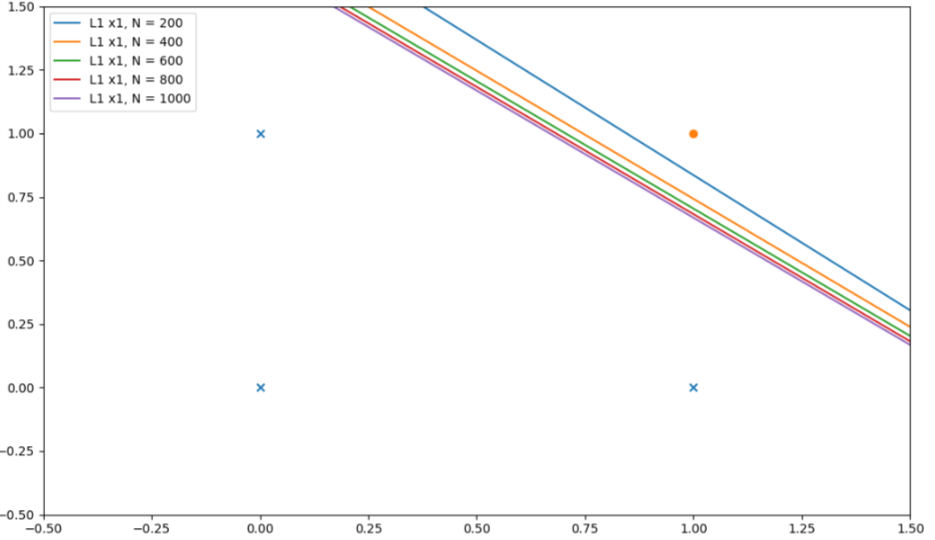 1.50
1.25
1.00
0.75
0.50
0.25
0.00
−0.25
−0.50
L1 x1, N = 200
L1 x1, N = 400
L1 x1, N = 600
L1 x1, N = 800
L1 x1, N = 1000
−0.50 −0.25 0.00 0.25 0.50 0.75 1.00 1.25 1.50